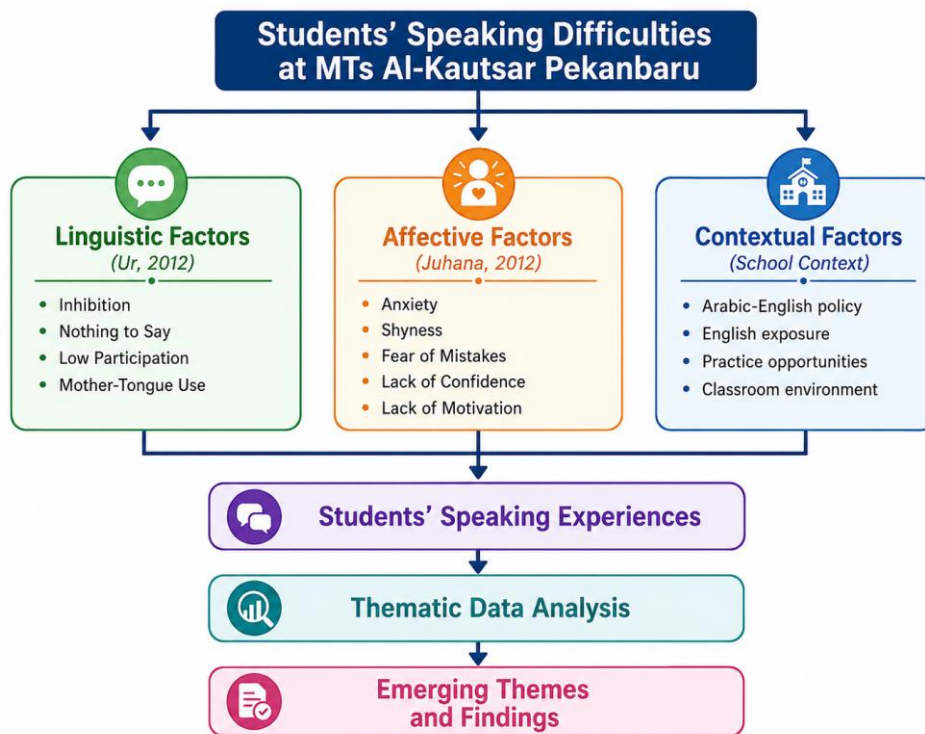 Students' Speaking Difficulties
at MTs Al-Kautsar Pekanbaru
Linguistic Factors
(Ur, 2012)
• Inhibition
• Nothing to Say
• Low Participation
• Mother-Tongue Use
Affective Factors
(Juhana, 2012)
• Anxiety
• Shyness
• Fear of Mistakes
• Lack of Confidence
• Lack of Motivation
Contextual Factors
(School Context)
• Arabic-English policy
• English exposure
• Practice opportunities
• Classroom environment
Students' Speaking Experiences
Thematic Data Analysis
Emerging Themes
and Findings